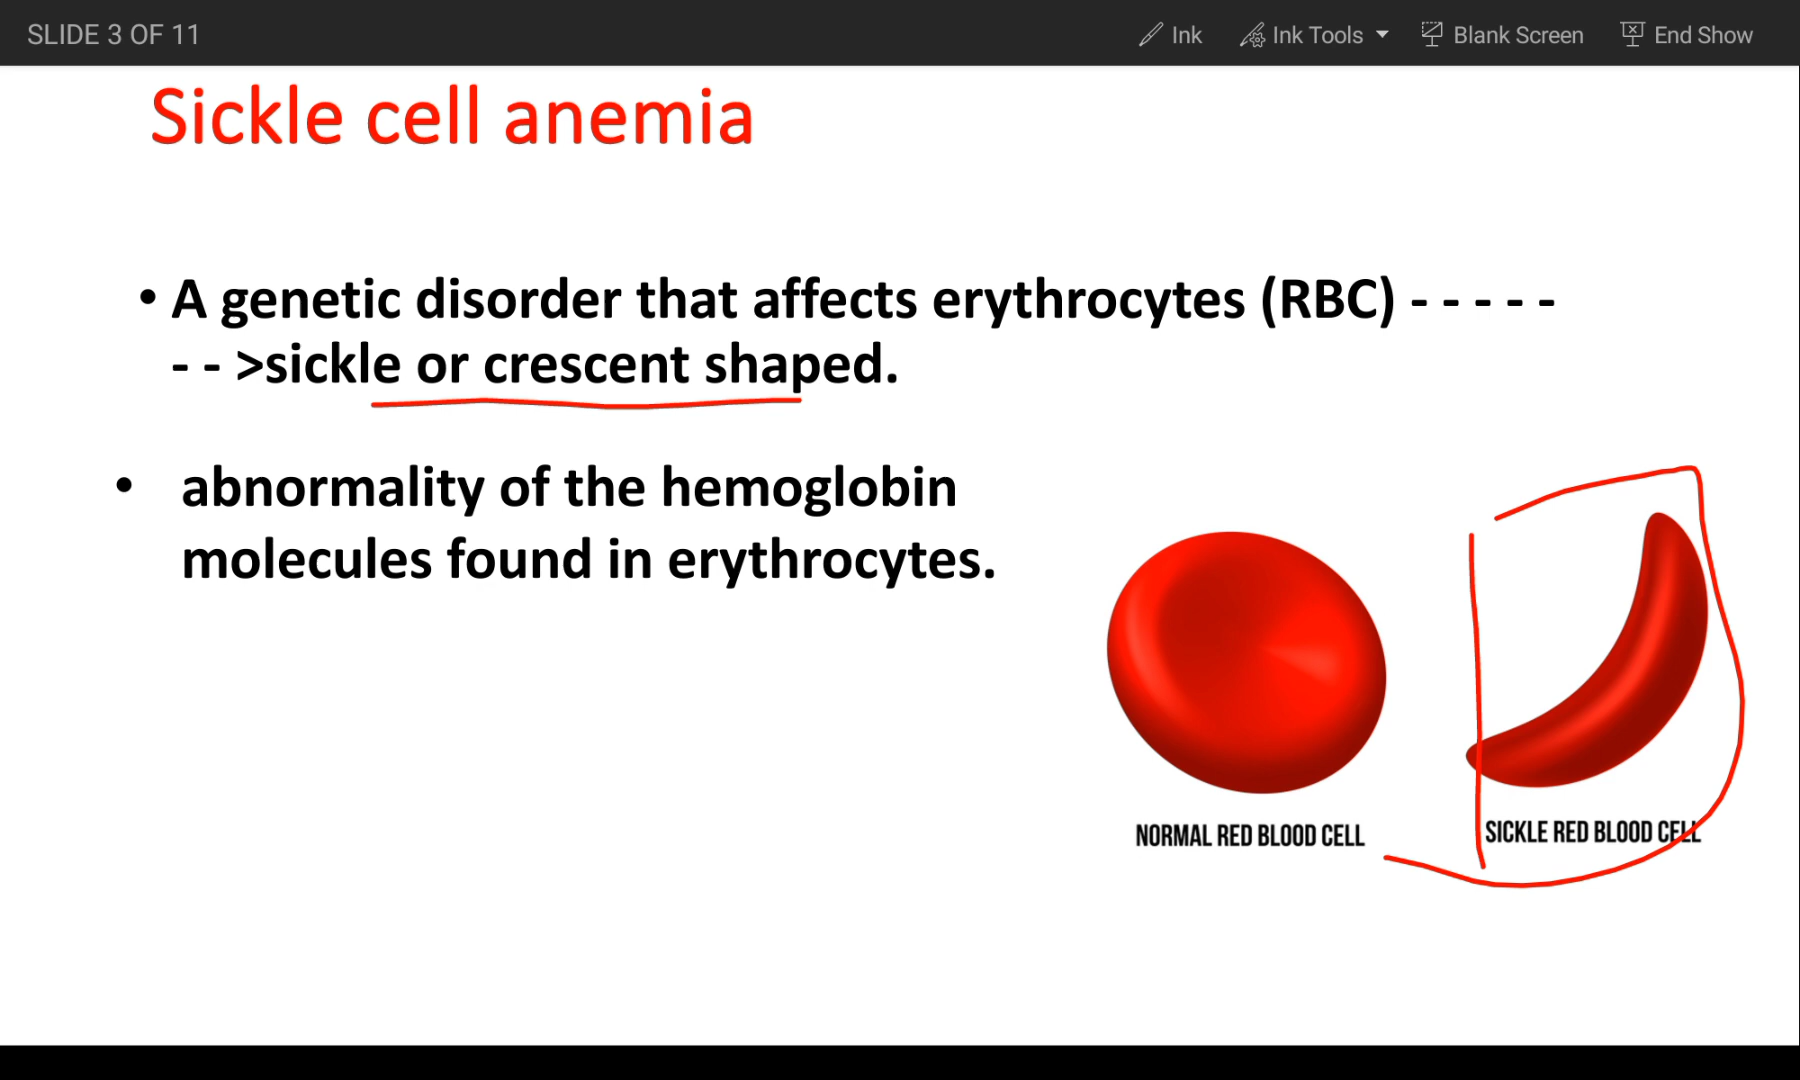 SLIDE 3 OF 11
Ink
Ink Tools
Blank Screen
End Show
Sickle cell anemia
• A genetic disorder that affects erythrocytes (RBC) - - - - -
- - >sickle or crescent shaped.
• abnormality of the hemoglobin
molecules found in erythrocytes.
NORMAL RED BLOOD CELL
SICKLE RED BLOOD CELL